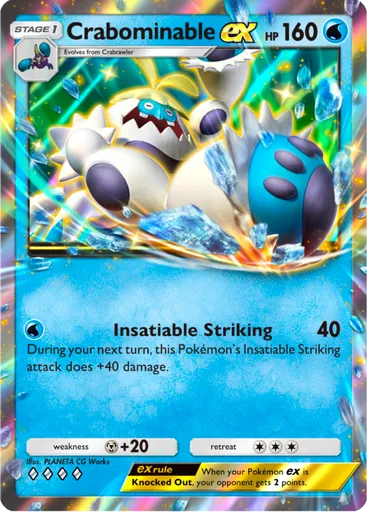 STAGE 1
Crabominable ex HP 160
Evolves from Crabrawler
Insatiable Striking 40
During your next turn, this Pokémon's Insatiable Striking
attack does +40 damage.
weakness +20 retreat
Illus. PLANETA CG Works
ex rule When your Pokémon ex is
Knocked Out, your opponent gets 2 points.